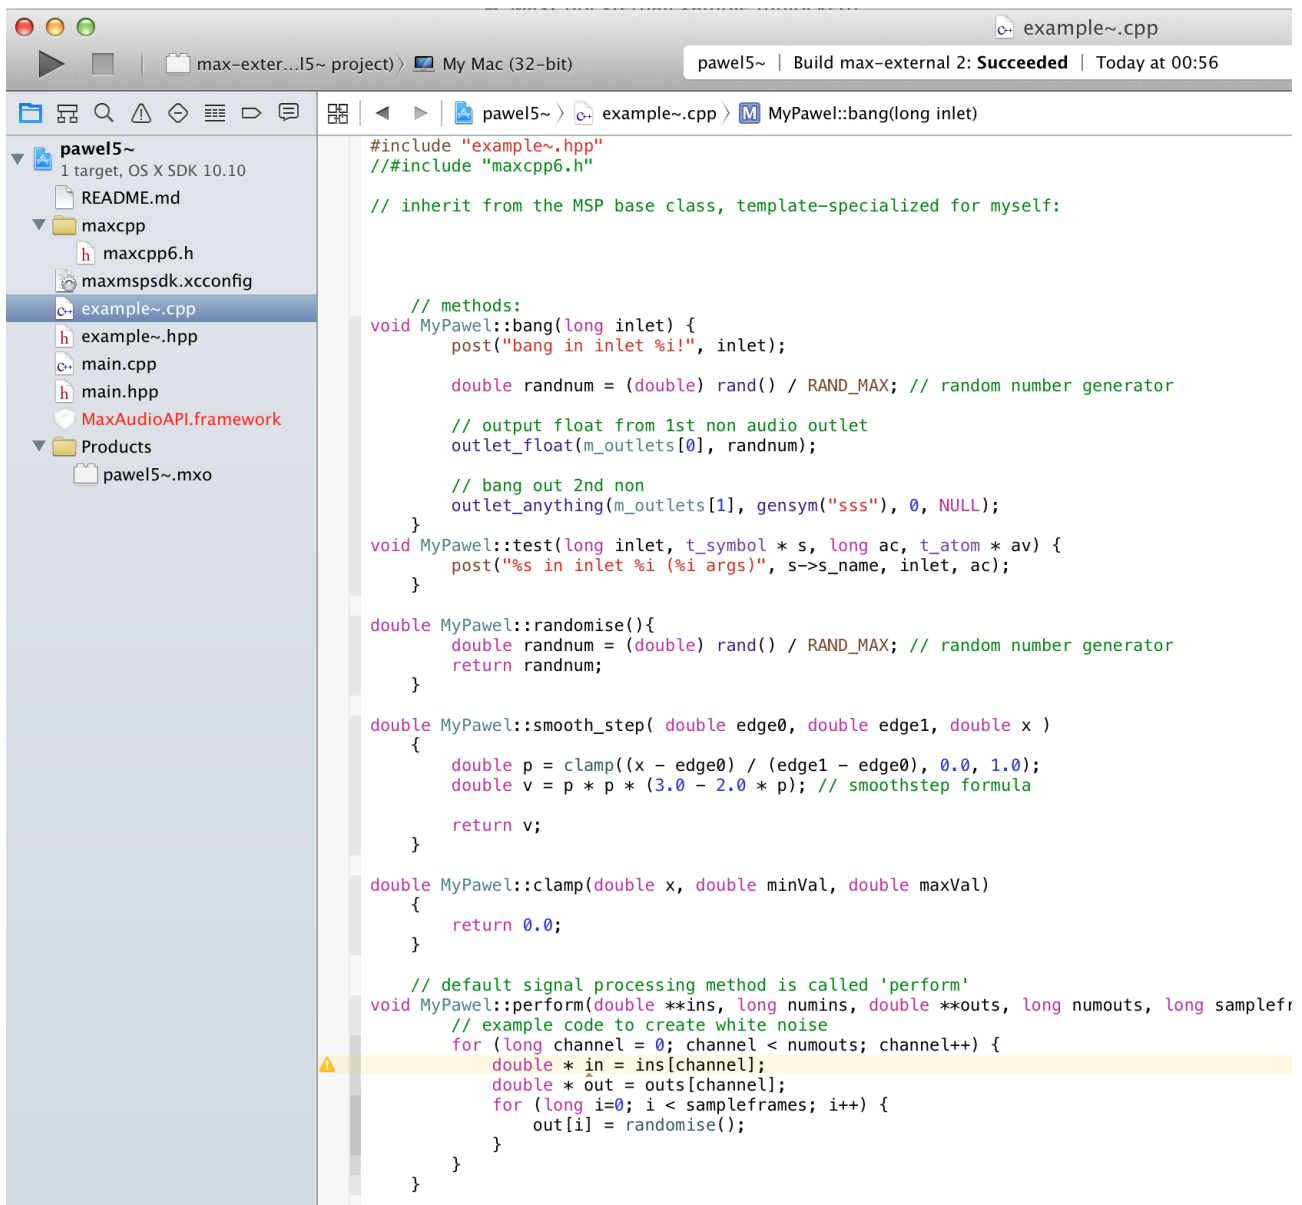 example~.cpp
max-exter...l5~ project) My Mac (32-bit)
pawel5~ | Build max-external 2: Succeeded | Today at 00:56
pawel5~ example~.cpp M MyPawel::bang(long inlet)
pawel5~
1 target, OS X SDK 10.10
README.md
maxcpp
h maxcpp6.h
maxmspsdk.xcconfig
example~.cpp
h example~.hpp
main.cpp
h main.hpp
MaxAudioAPI.framework
Products
pawel5~.mxo
#include "example~.hpp"
//#include "maxcpp6.h"
// inherit from the MSP base class, template-specialized for myself:
// methods:
void MyPawel::bang(long inlet) {
post("bang in inlet %i!", inlet);
double randnum = (double) rand() / RAND_MAX; // random number generator
// output float from 1st non audio outlet
outlet_float(m_outlets[0], randnum);
// bang out 2nd non
outlet_anything(m_outlets[1], gensym("sss"), 0, NULL);
}
void MyPawel::test(long inlet, t_symbol * s, long ac, t_atom * av) {
post("%s in inlet %i (%i args)", s->s_name, inlet, ac);
}
double MyPawel::randomise(){
double randnum = (double) rand() / RAND_MAX; // random number generator
return randnum;
}
double MyPawel::smooth_step( double edge0, double edge1, double x )
{
double p = clamp((x - edge0) / (edge1 - edge0), 0.0, 1.0);
double v = p * p * (3.0 - 2.0 * p); // smoothstep formula
return v;
}
double MyPawel::clamp(double x, double minVal, double maxVal)
{
return 0.0;
}
// default signal processing method is called 'perform'
void MyPawel::perform(double **ins, long numins, double **outs, long numouts, long samplefr
// example code to create white noise
for (long channel = 0; channel < numouts; channel++) {
double * in = ins[channel];
double * out = outs[channel];
for (long i=0; i < sampleframes; i++) {
out[i] = randomise();
}
}
}